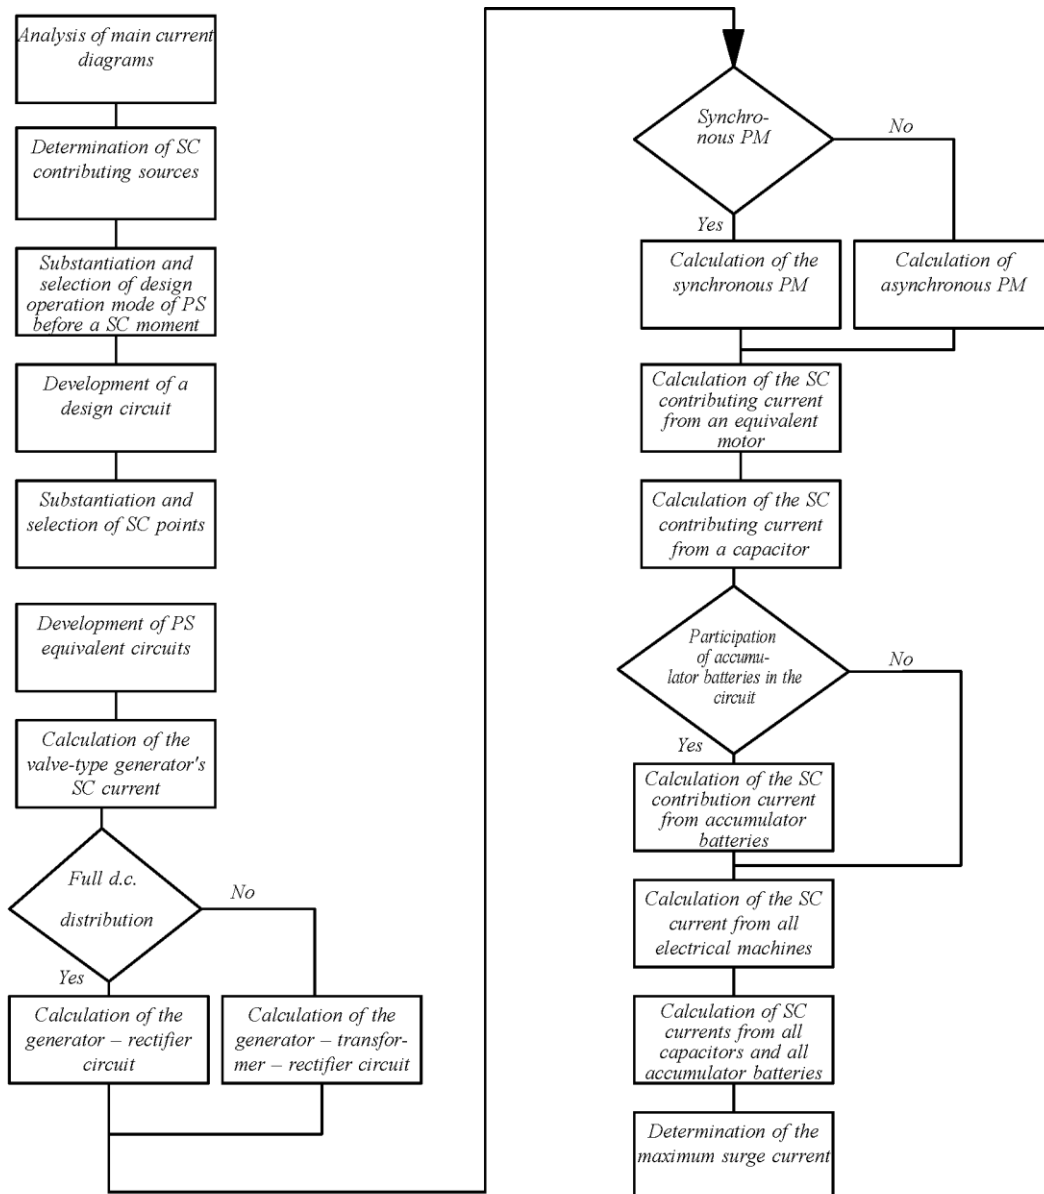 Analysis of main current
diagrams
Determination of SC
contributing sources
Substantiation and
selection of design
operation mode of PS
before a SC moment
Development of a
design circuit
Substantiation and
selection of SC points
Development of PS
equivalent circuits
Calculation of the
valve-type generator's
SC current
Full d.c.
distribution
No
Yes
Calculation of the
generator – rectifier
circuit
Calculation of the
generator – transfor-
mer – rectifier circuit
Synchro-
nous PM
No
Yes
Calculation of the
synchronous PM
Calculation of
asynchronous PM
Calculation of the SC
contributing current
from an equivalent
motor
Calculation of the SC
contributing current
from a capacitor
Participation
of accumu-
lator batteries in the
circuit
No
Yes
Calculation of the SC
contribution current
from accumulator
batteries
Calculation of the SC
current from all
electrical machines
Calculation of SC
currents from all
capacitors and all
accumulator batteries
Determination of the
maximum surge current